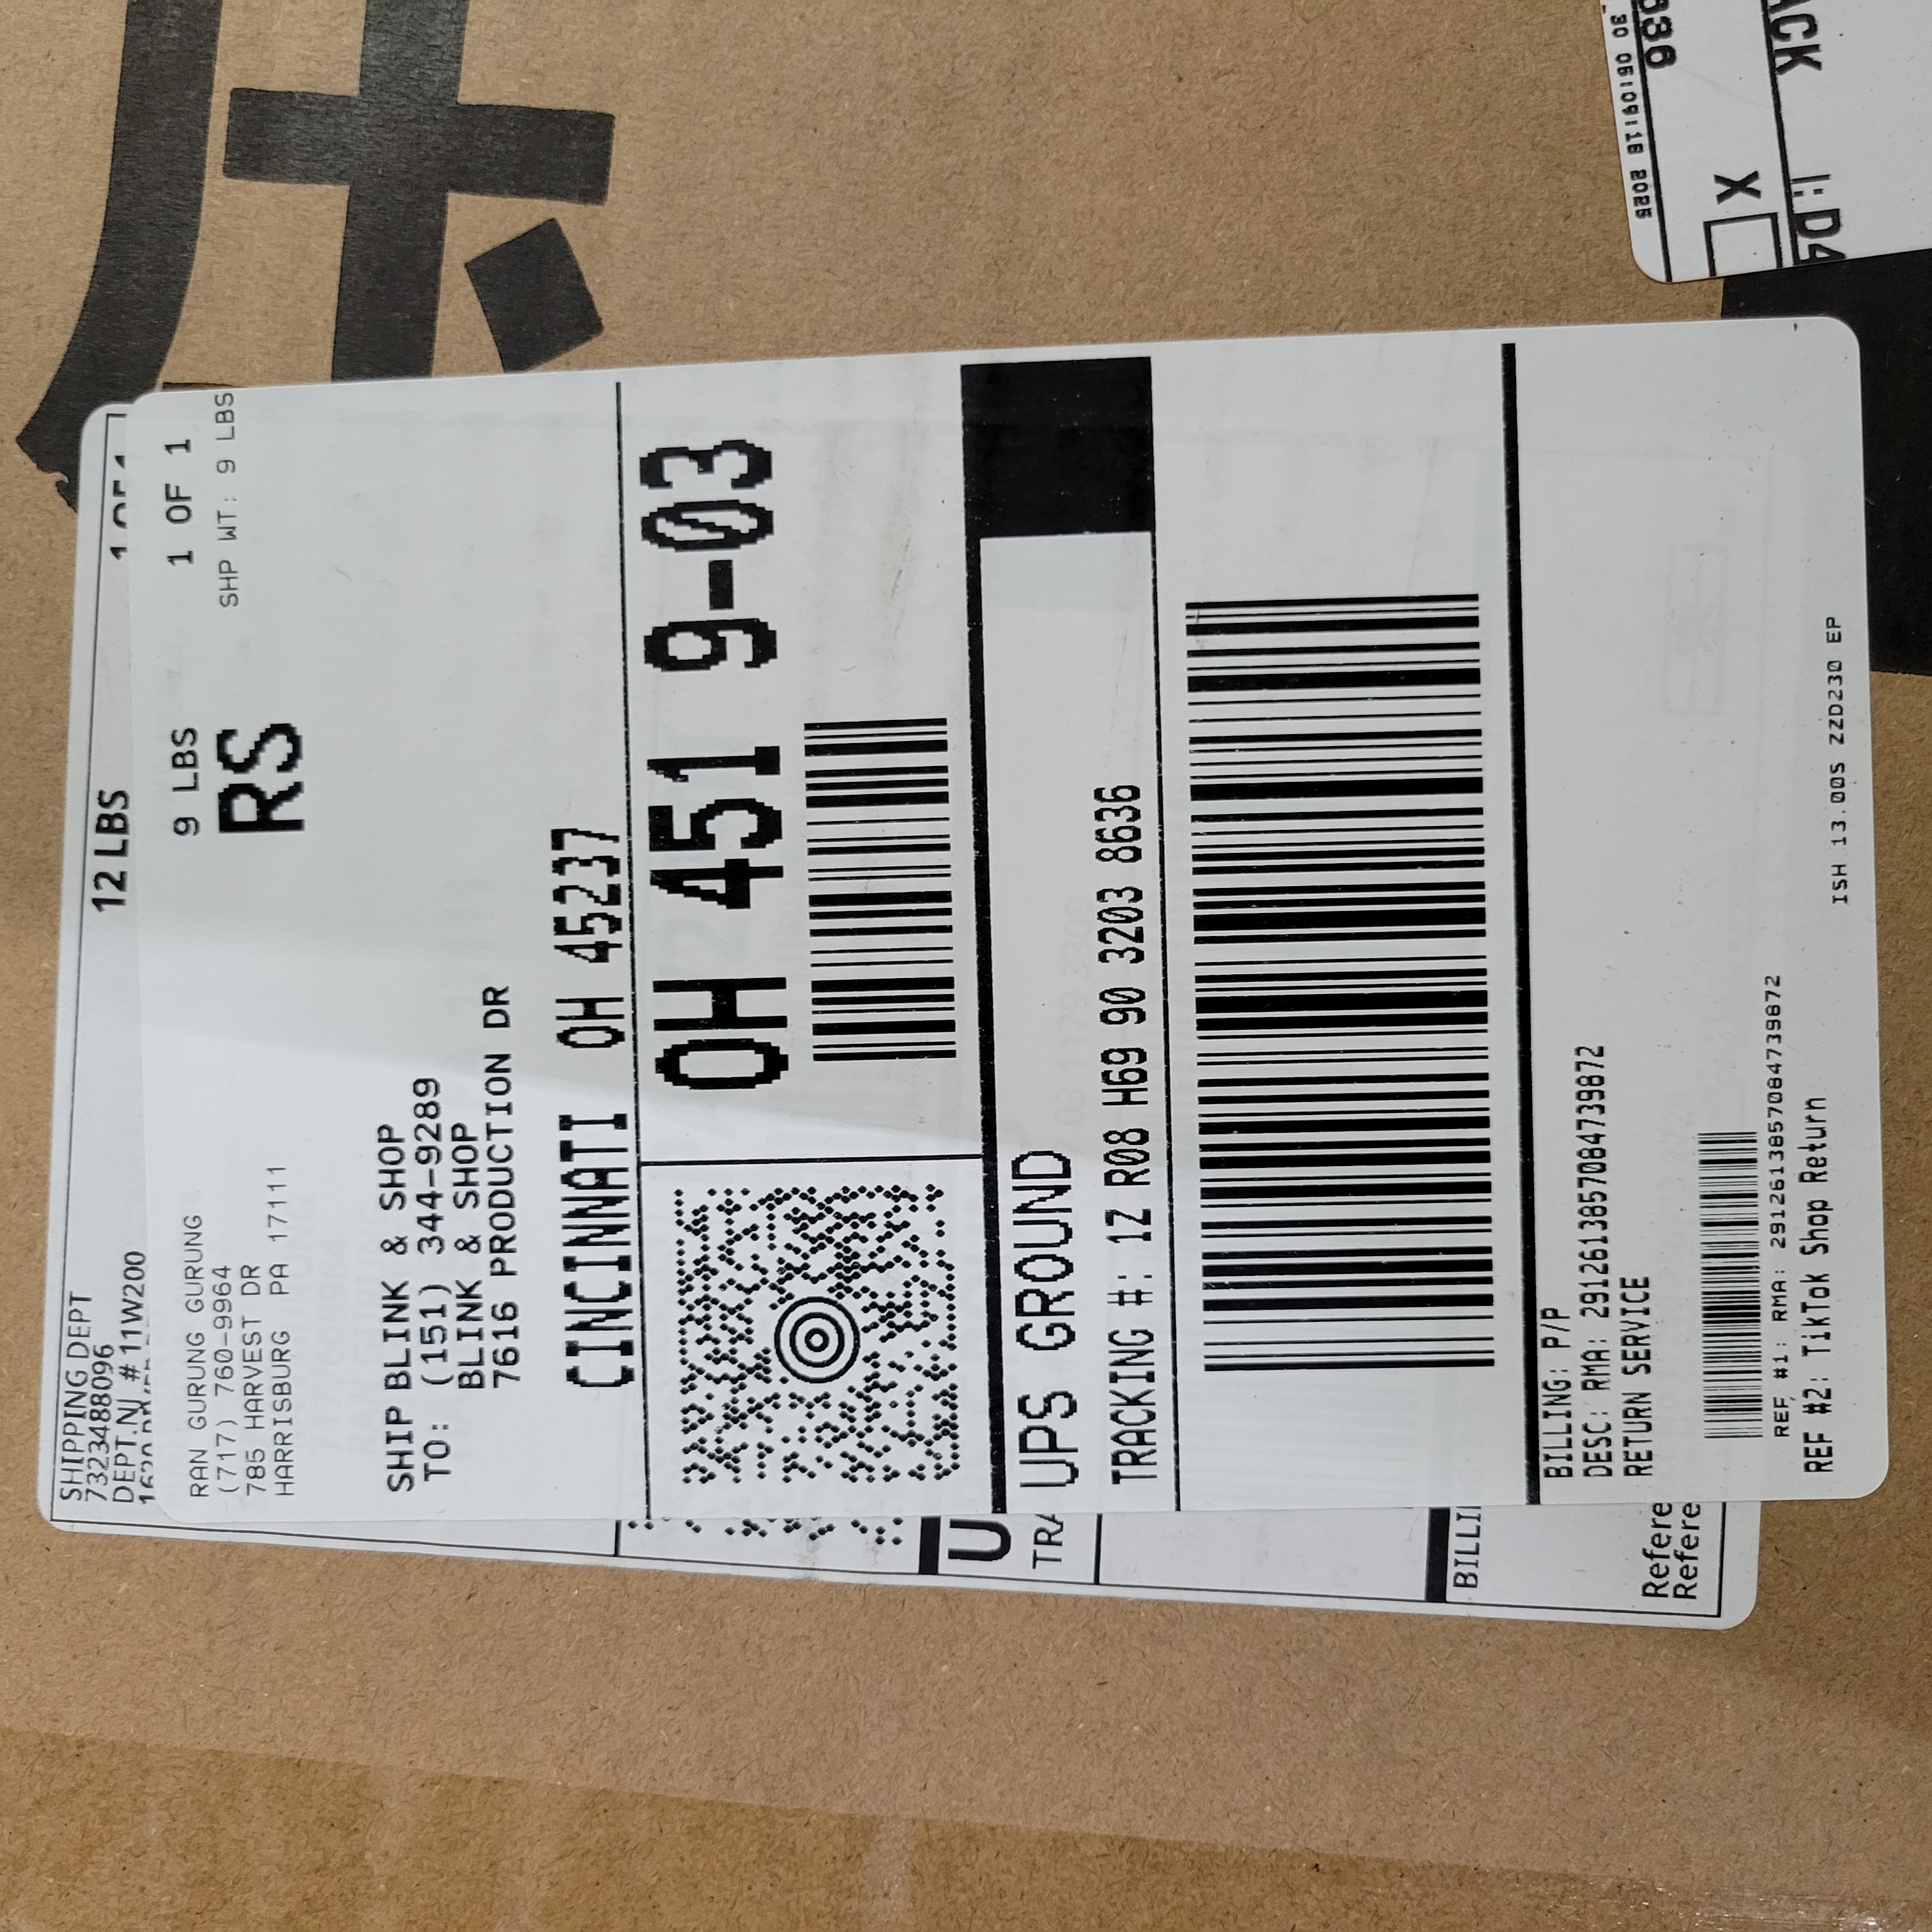 SHIPPING DEPT
7323488096
DEPT.NJ # 11W200
12 LBS
RAN GURUNG GURUNG
(717) 760-9964
785 HARVEST DR
HARRISBURG PA 17111
9 LBS
1 OF 1
RS
SHP WT: 9 LBS
SHIP BLINK & SHOP
TO: (151) 344-9289
BLINK & SHOP
7616 PRODUCTION DR
CINCINNATI OH 45237
OH 451 9-03
UPS GROUND
TRACKING #: 1Z R08 H69 90 3203 8636
BILLING: P/P
DESC: RMA: 2912613857084739872
RETURN SERVICE
REF #1: RMA: 2912613857084739872
REF #2: TikTok Shop Return
ISH 13.00S ZZD230 EP
U
TRA
BILLI
Refere
Refere
636
X
ACK